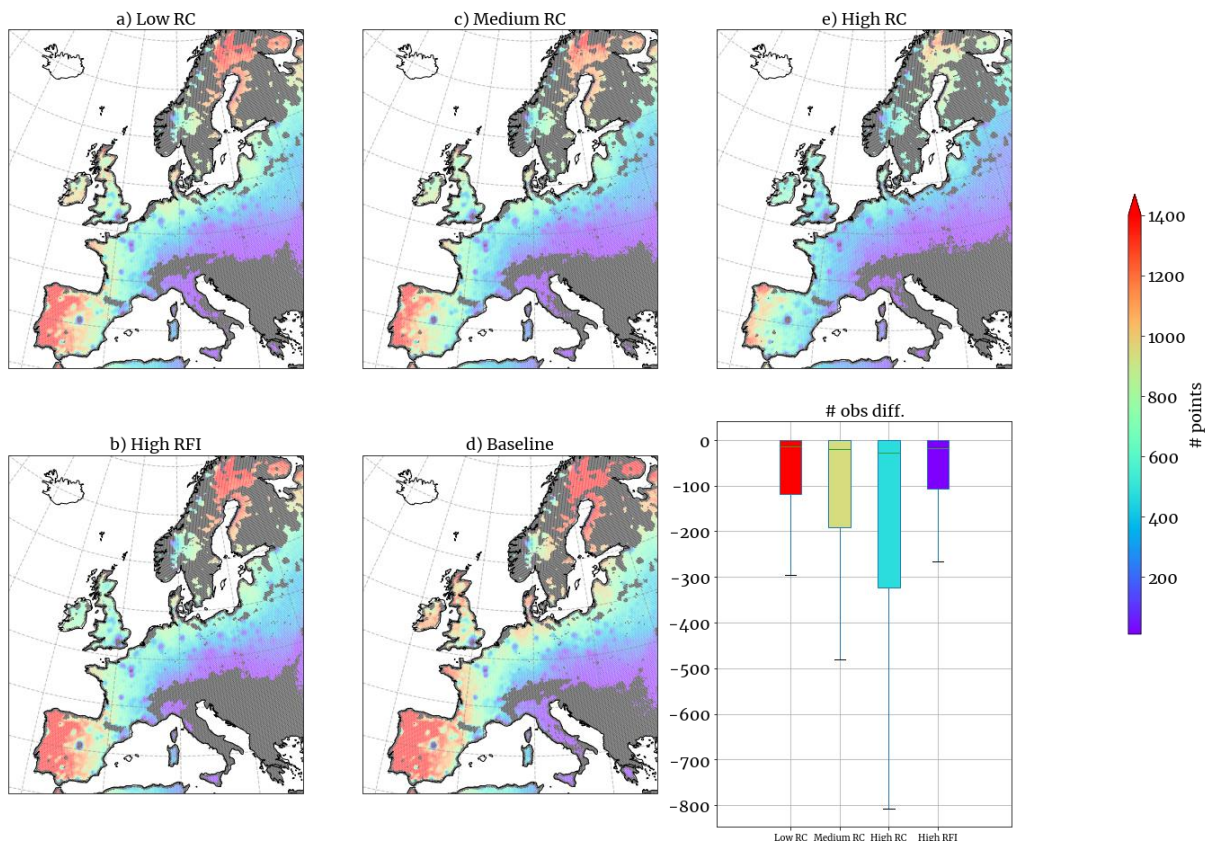 a) Low RC
c) Medium RC
e) High RC
b) High RFI
d) Baseline
# obs diff.
0
-100
-200
-300
-400
-500
-600
-700
-800
Low RC Medium RC High RC High RFI
1400
1200
1000
800
600
400
200
# points